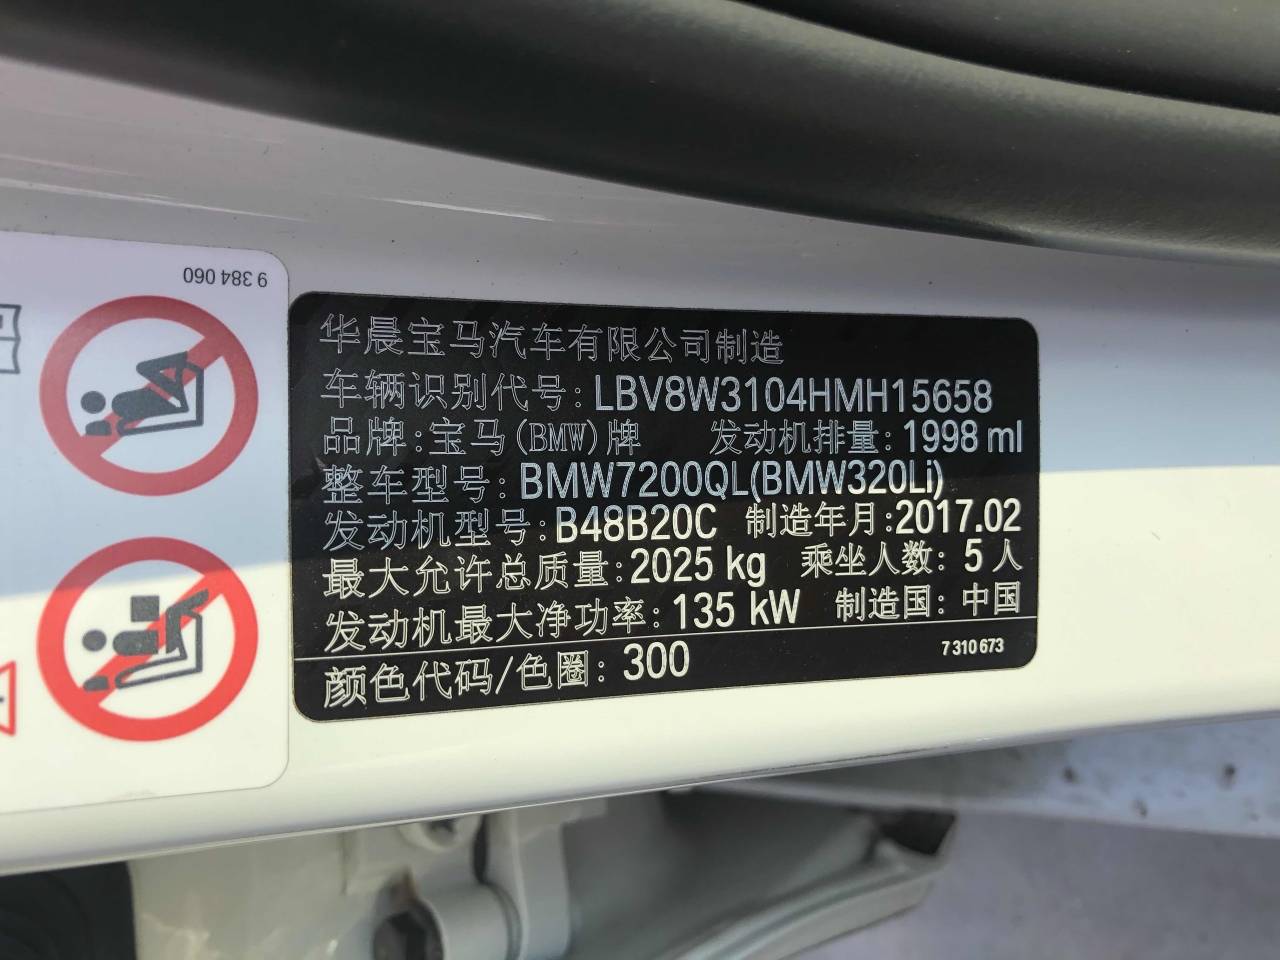 9 384 060
华晨宝马汽车有限公司制造
车辆识别代号: LBV8W3104HMH15658
品牌: 宝马(BMW)牌 发动机排量: 1998 ml
整车型号: BMW7200QL(BMW320Li)
发动机型号: B48B20C 制造年月: 2017.02
最大允许总质量: 2025 kg 乘坐人数: 5 人
发动机最大净功率: 135 kW 制造国: 中国
颜色代码/色圈: 300 7 310 673